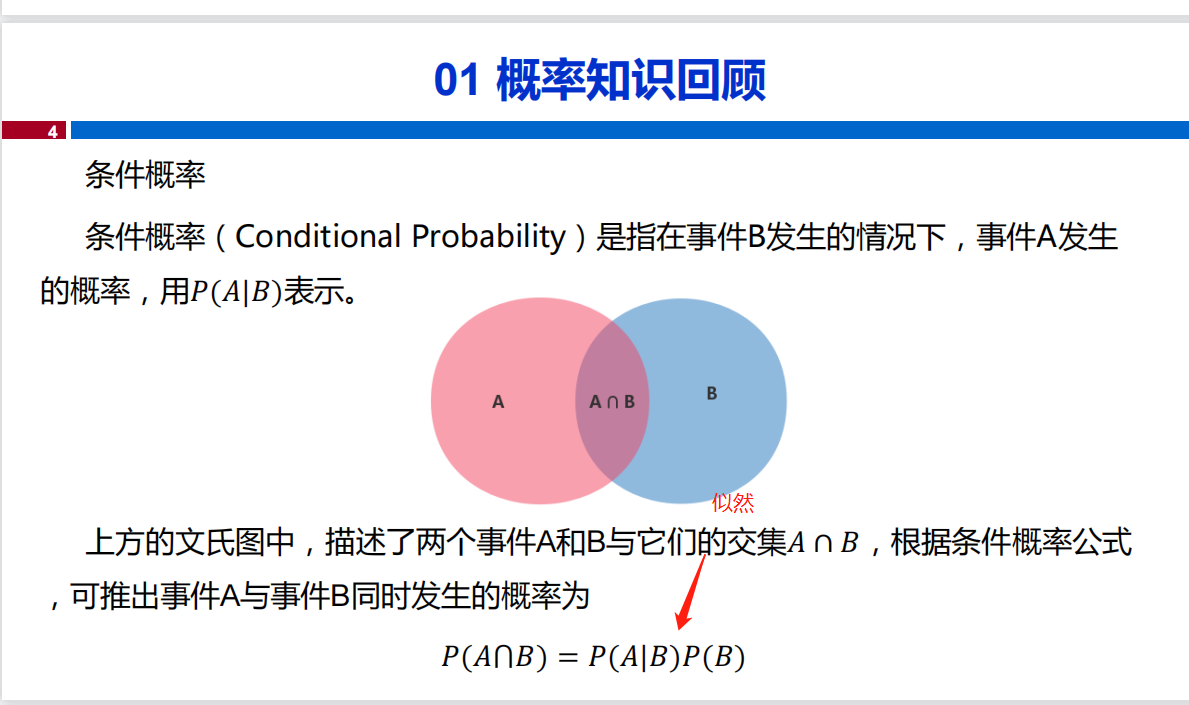 01 概率知识回顾
4
条件概率
条件概率（Conditional Probability）是指在事件B发生的情况下，事件A发生
的概率，用P(A|B)表示。
A
A ∩ B
B
似然
上方的文氏图中，描述了两个事件A和B与它们的交集A ∩ B，根据条件概率公式
，可推出事件A与事件B同时发生的概率为
P(A⋂B) = P(A|B)P(B)